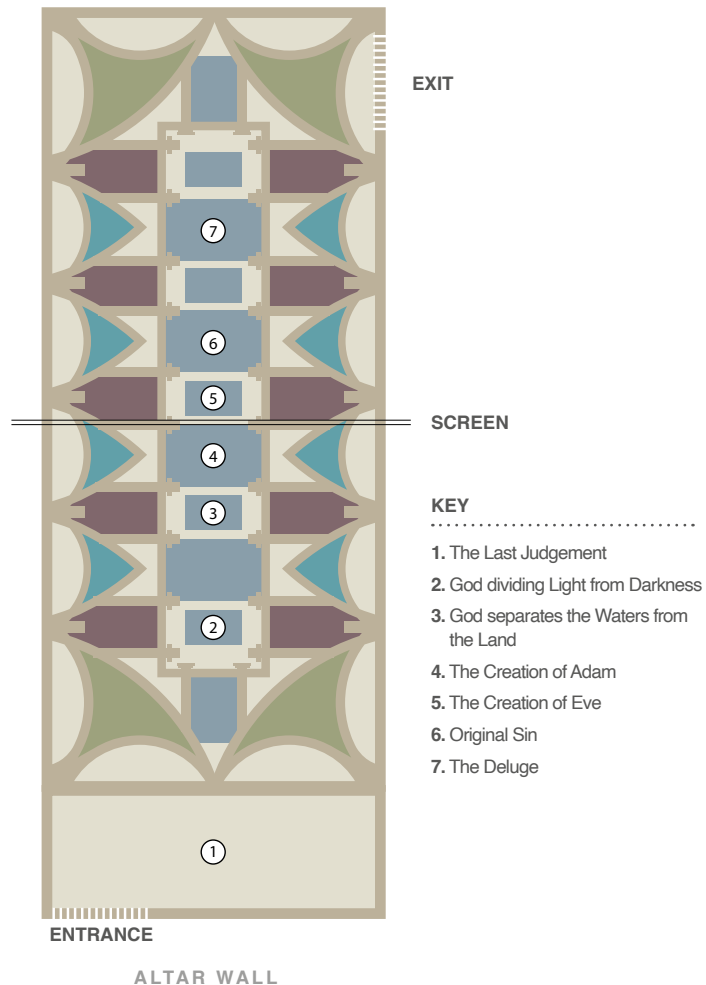 EXIT
7
6
5
SCREEN
4
3
2
KEY
1. The Last Judgement
2. God dividing Light from Darkness
3. God separates the Waters from
the Land
4. The Creation of Adam
5. The Creation of Eve
6. Original Sin
7. The Deluge
1
ENTRANCE
ALTAR WALL